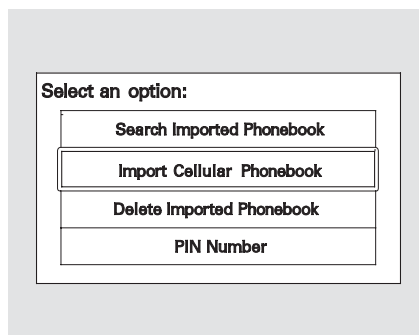 Select an option:
Search Imported Phonebook
Import Cellular Phonebook
Delete Imported Phonebook
PIN Number